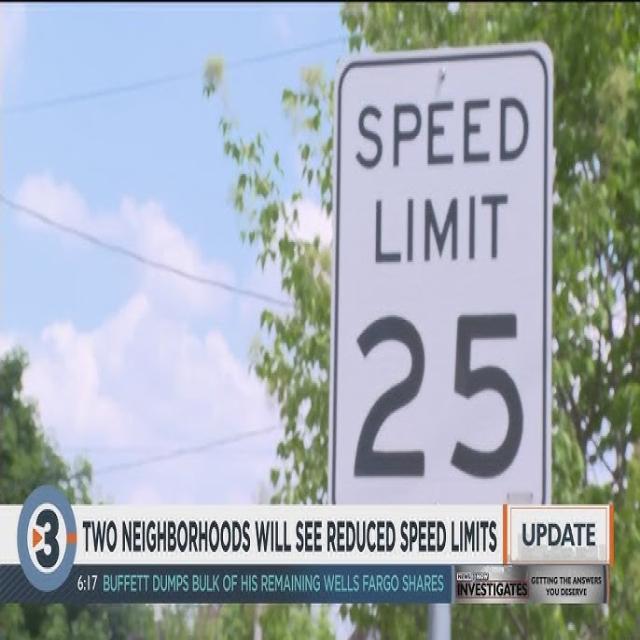 SPEED
LIMIT
25
3
TWO NEIGHBORHOODS WILL SEE REDUCED SPEED LIMITS
UPDATE
6:17 BUFFETT DUMPS BULK OF HIS REMAINING WELLS FARGO SHARES
INVESTIGATES
GETTING THE ANSWERS
YOU DESERVE